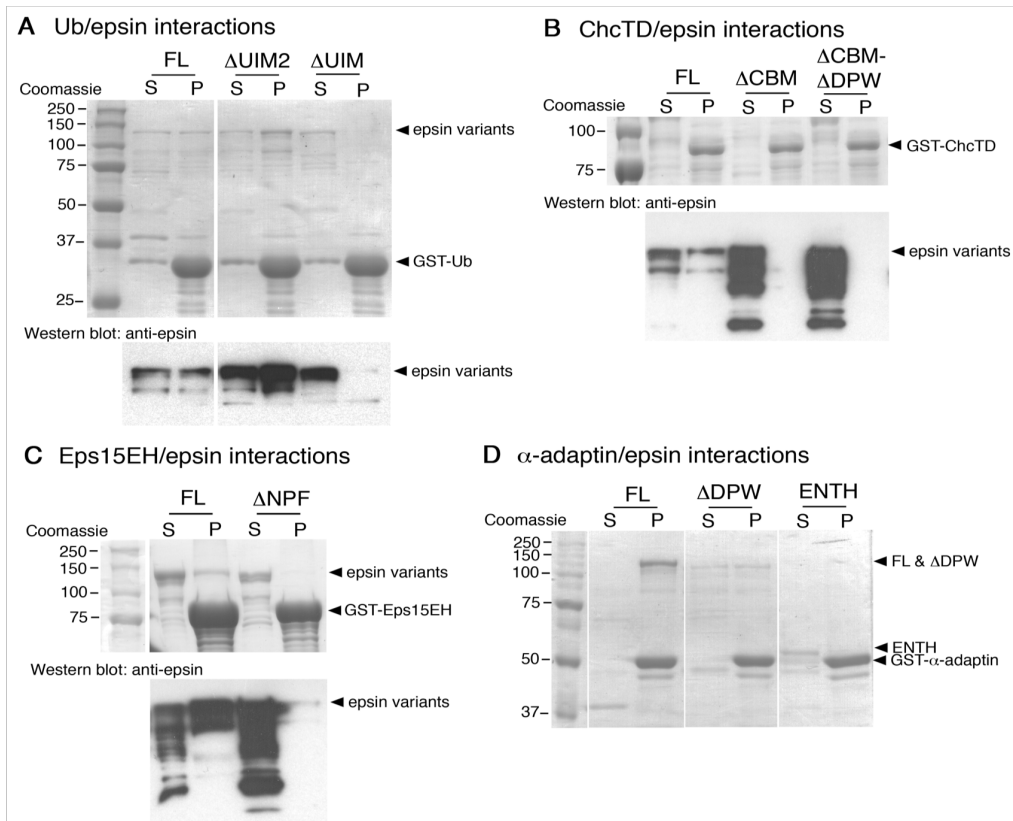 A Ub/epsin interactions
FL ΔUIM2 ΔUIM
S P S P S P
Coomassie
250
150
100
75
50
37
25
epsin variants
GST-Ub
Western blot: anti-epsin
epsin variants
B ChcTD/epsin interactions
FL ΔCBM ΔCBM-
ΔDPW
S P S P S P
Coomassie
100
75
GST-ChcTD
Western blot: anti-epsin
epsin variants
C Eps15EH/epsin interactions
FL ΔNPF
S P S P
Coomassie
250
150
100
75
epsin variants
GST-Eps15EH
Western blot: anti-epsin
epsin variants
D α-adaptin/epsin interactions
FL ΔDPW ENTH
S P S P S P
Coomassie
250
150
100
75
50
37
FL & ΔDPW
ENTH
GST-α-adaptin